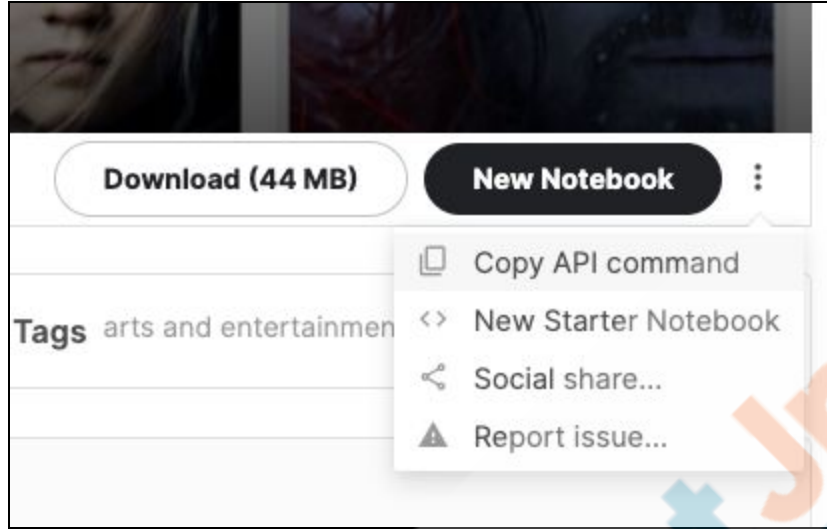 Download (44 MB) New Notebook
Copy API command
Tags arts and entertainmen
New Starter Notebook
Social share...
Report issue...